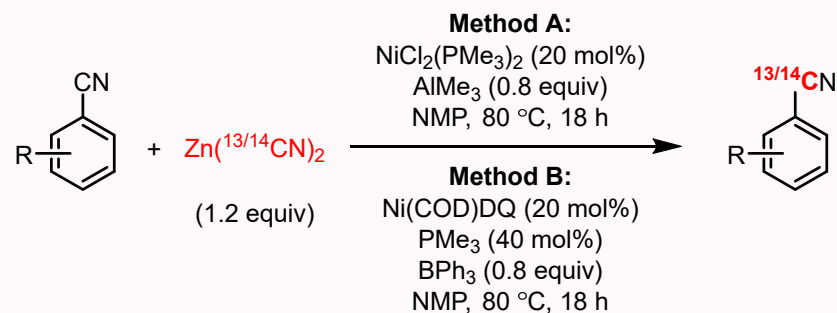 CN
R
+
Zn(¹³/¹⁴CN)₂
(1.2 equiv)
Method A:
NiCl₂(PMe₃)₂ (20 mol%)
AlMe₃ (0.8 equiv)
NMP, 80 °C, 18 h
Method B:
Ni(COD)DQ (20 mol%)
PMe₃ (40 mol%)
BPh₃ (0.8 equiv)
NMP, 80 °C, 18 h
¹³/¹⁴CN
R